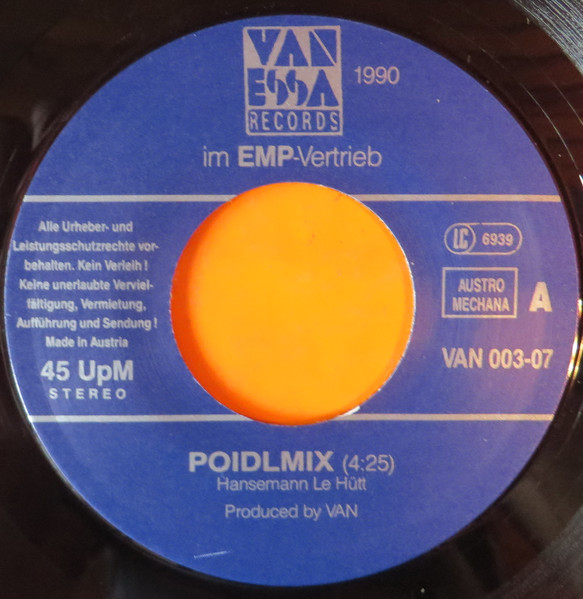 VAN
ESSA
RECORDS
1990
im EMP-Vertrieb
Alle Urheber- und
Leistungsschutzrechte vor-
behalten. Kein Verleih !
Keine unerlaubte Verviel-
fältigung, Vermietung,
Aufführung und Sendung !
Made in Austria
45 UpM
STEREO
LC 6939
AUSTRO
MECHANA
A
VAN 003-07
POIDLMIX (4:25)
Hansemann Le Hütt
Produced by VAN